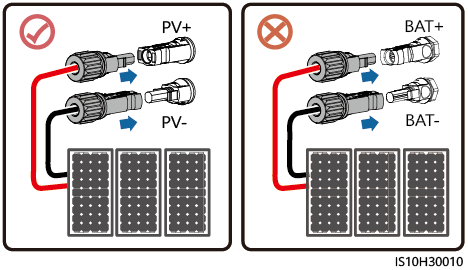 PV+
PV-
BAT+
BAT-
IS10H30010